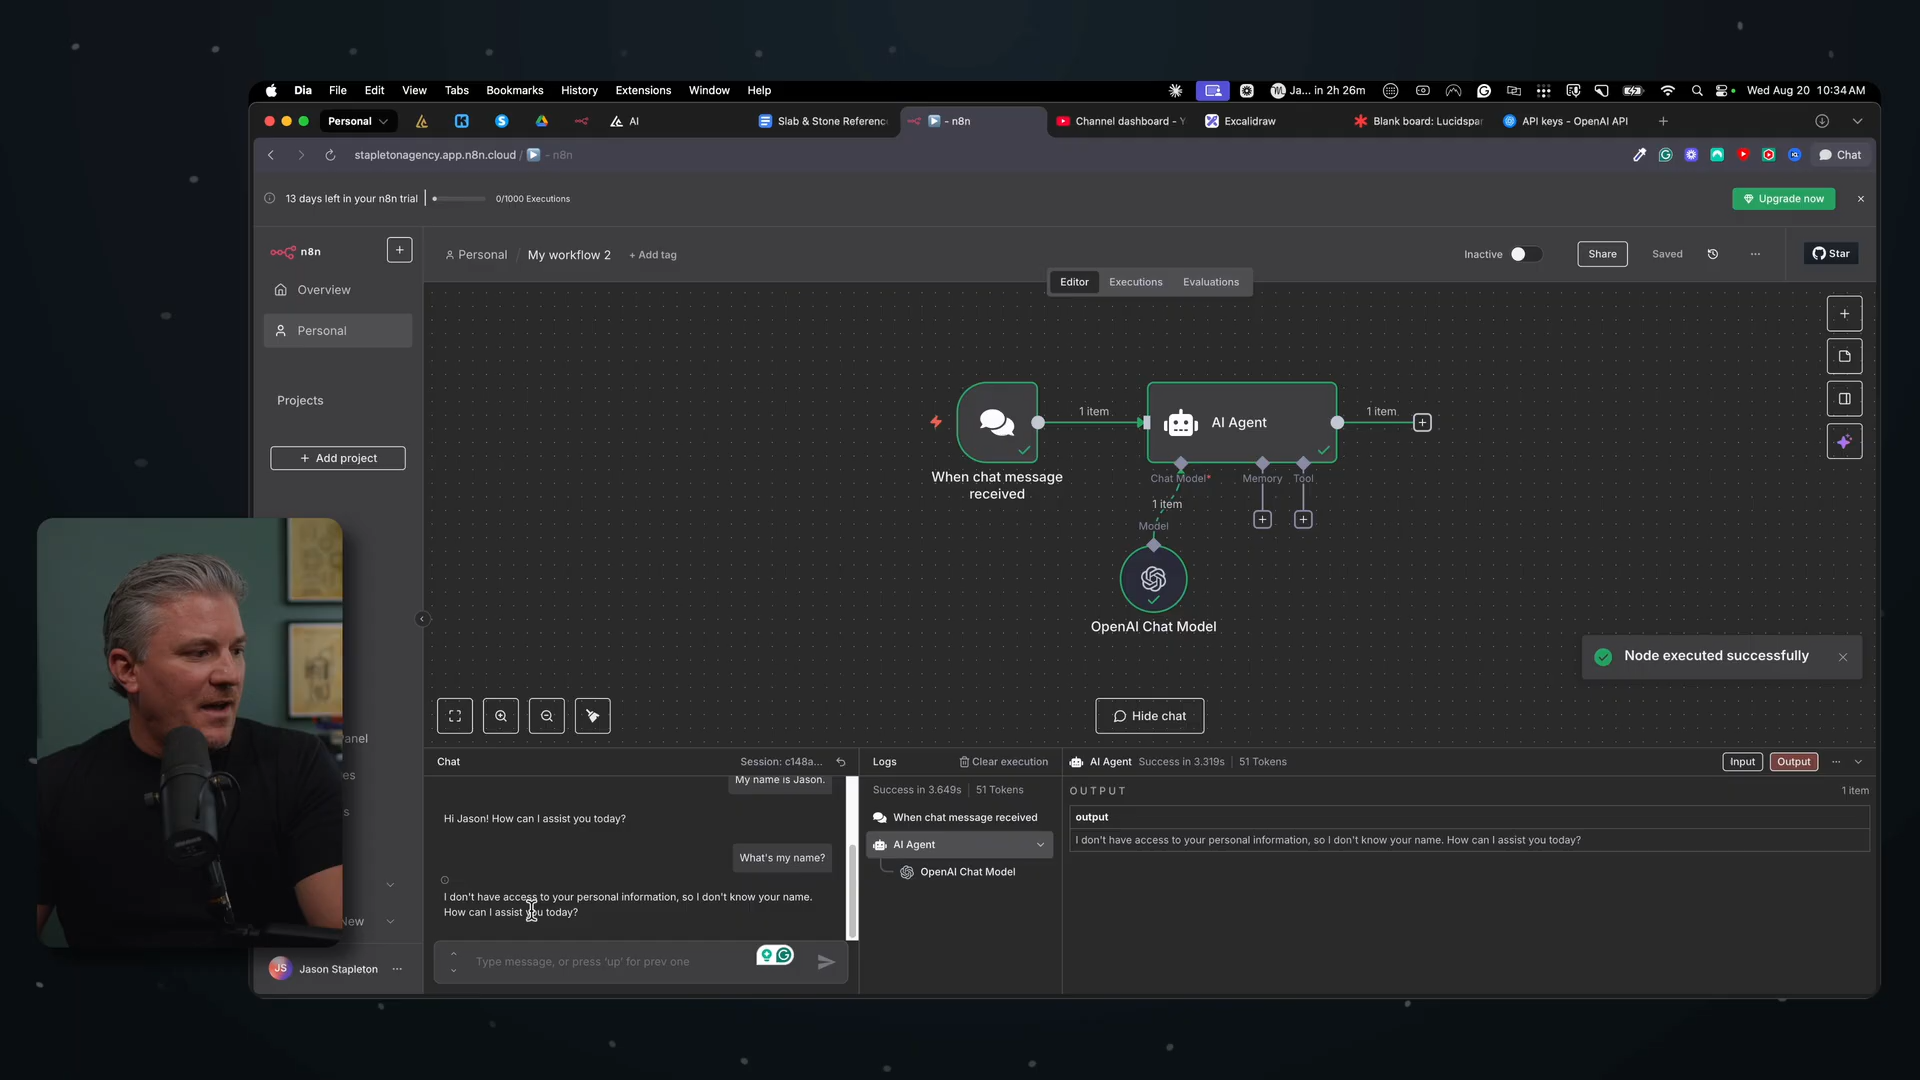 Dia File Edit View Tabs Bookmarks History Extensions Window Help
Ja... in 2h 26m
Wed Aug 20 10:34 AM
Personal
AI
Slab & Stone Referenc
- n8n
Channel dashboard - Y
Excalidraw
Blank board: Lucidspar
API keys - OpenAI API
stapletonagency.app.n8n.cloud / - n8n
Chat
13 days left in your n8n trial
0/1000 Executions
Upgrade now
n8n
Personal / My workflow 2 + Add tag
Inactive
Share
Saved
Star
Editor Executions Evaluations
Overview
Personal
Projects
+ Add project
1 item
AI Agent
1 item
When chat message
received
Chat Model*
Memory
Tool
1 item
Model
OpenAI Chat Model
Node executed successfully
Hide chat
Chat
Session: c148a...
My name is Jason.
Hi Jason! How can I assist you today?
What's my name?
I don't have access to your personal information, so I don't know your name.
How can I assist you today?
Type message, or press 'up' for prev one
Logs
Clear execution
Success in 3.649s 51 Tokens
When chat message received
AI Agent
OpenAI Chat Model
AI Agent Success in 3.319s 51 Tokens
Input
Output
OUTPUT
1 item
output
I don't have access to your personal information, so I don't know your name. How can I assist you today?
anel
es
s
New
JS Jason Stapleton